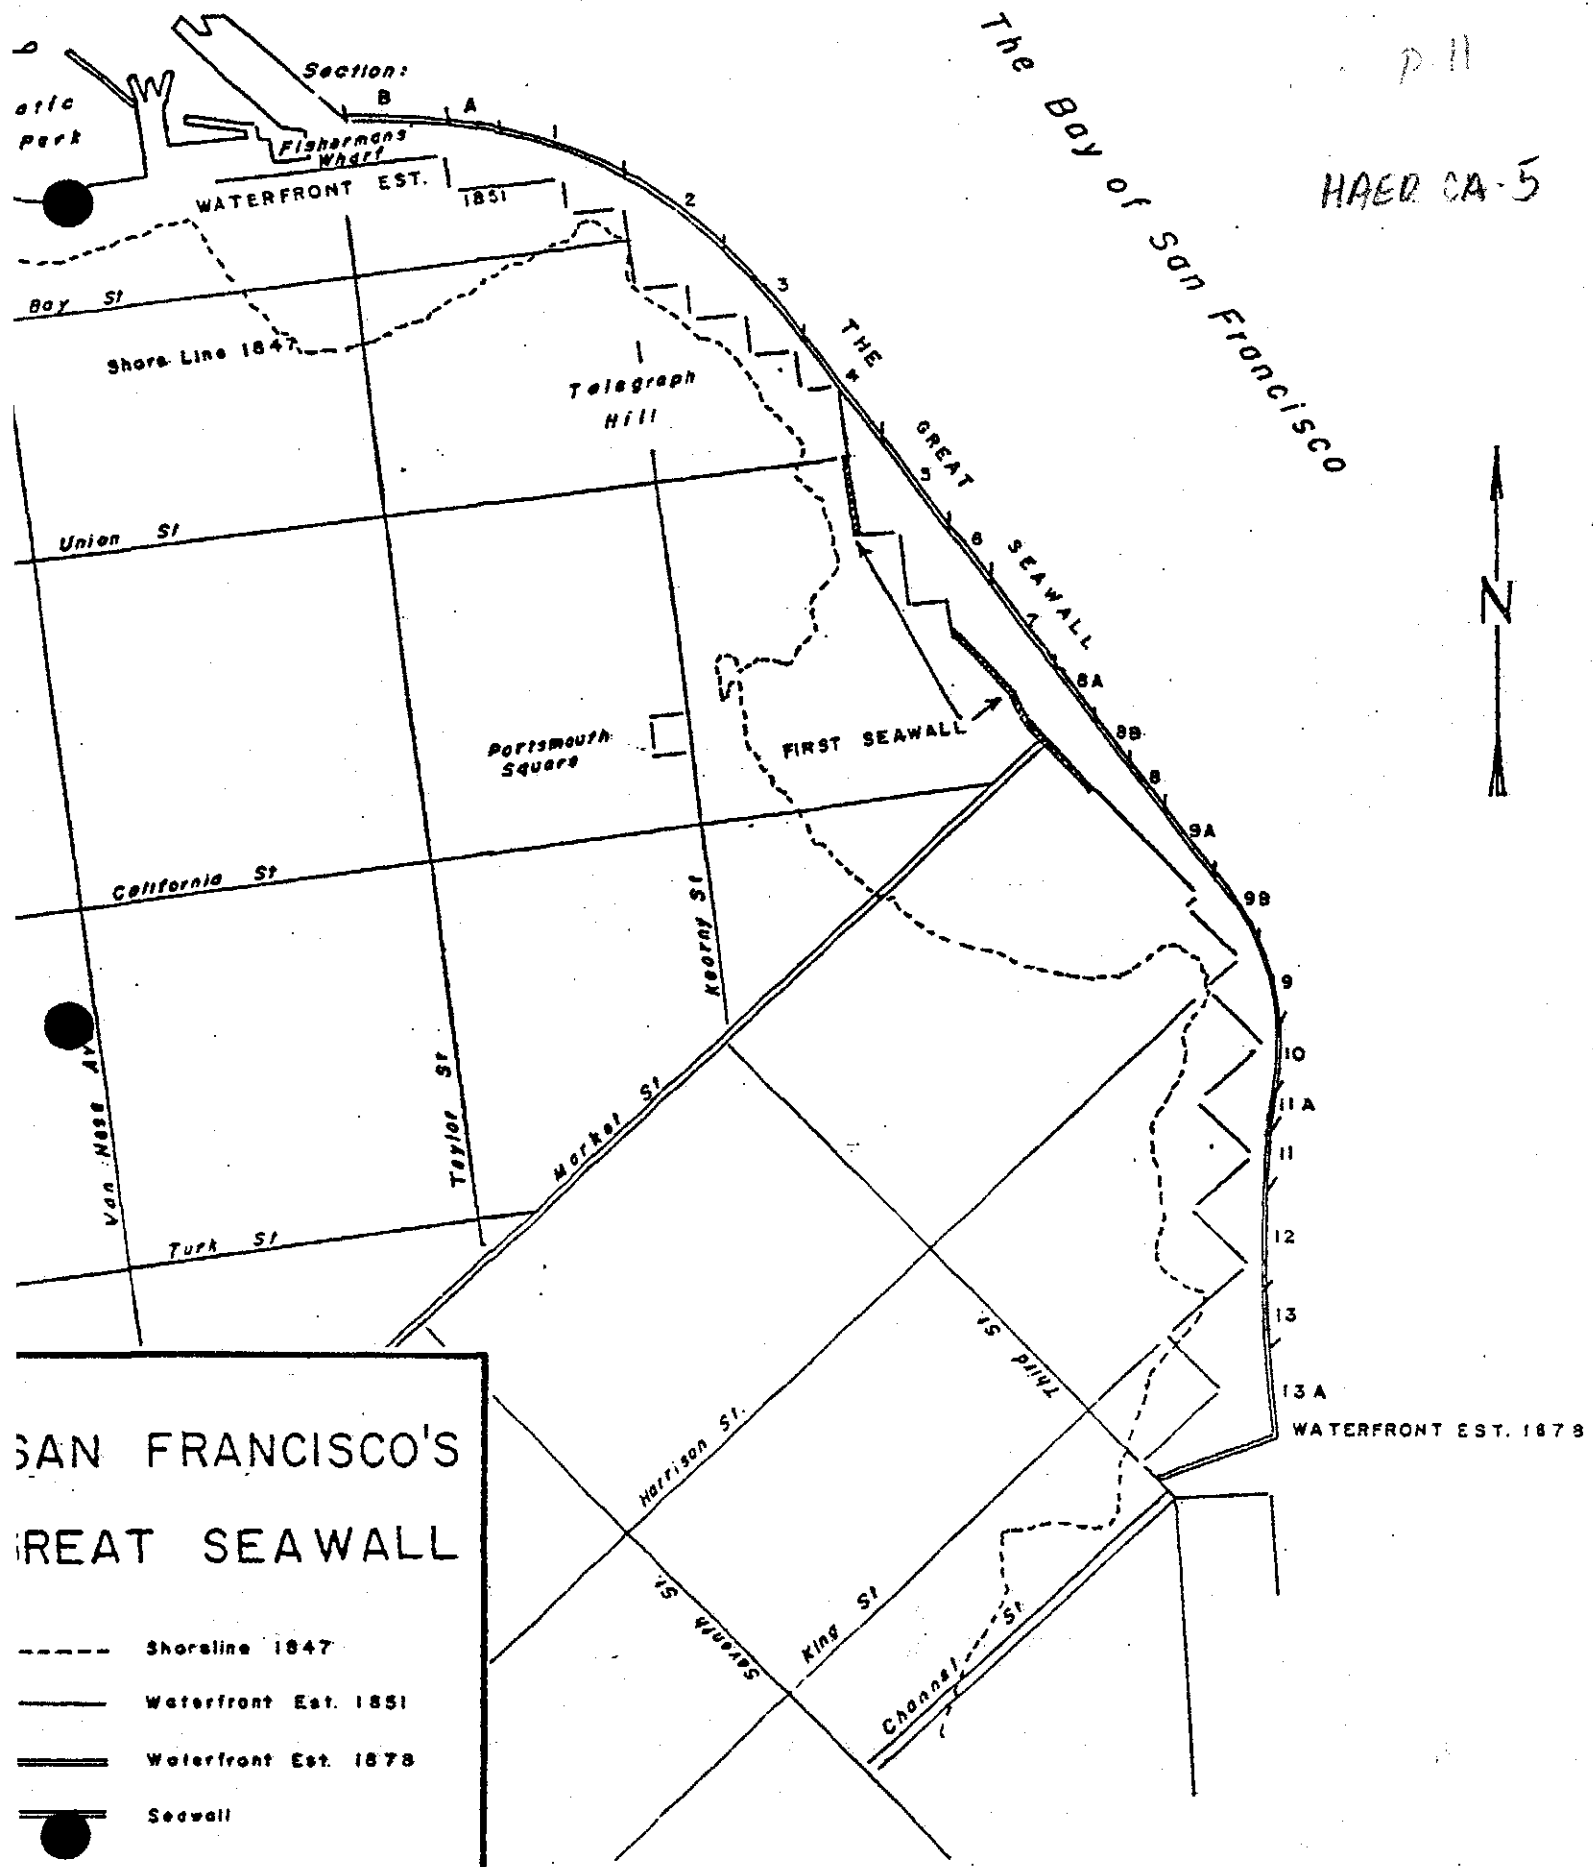 The Bay of San Francisco
p. 11
HAER CA-5
Section:
B
A
1
2
3
4
5
6
7
8A
8B
8
9A
9B
9
10
11A
11
12
13
13A
atic
Park
Fishermans'
Wharf
WATERFRONT EST.
1851
Bay St
Shore Line 1847
Telegraph
Hill
THE GREAT SEAWALL
Union St
N
Portsmouth
Square
FIRST SEAWALL
California St
Kearny St
Van Ness Av
Taylor St
Market St
Turk St
Third St.
Harrison St.
WATERFRONT EST. 1878
Seventh St.
King St
Channel St.
SAN FRANCISCO'S
GREAT SEAWALL
Shoreline 1847
Waterfront Est. 1851
Waterfront Est. 1878
Seawall